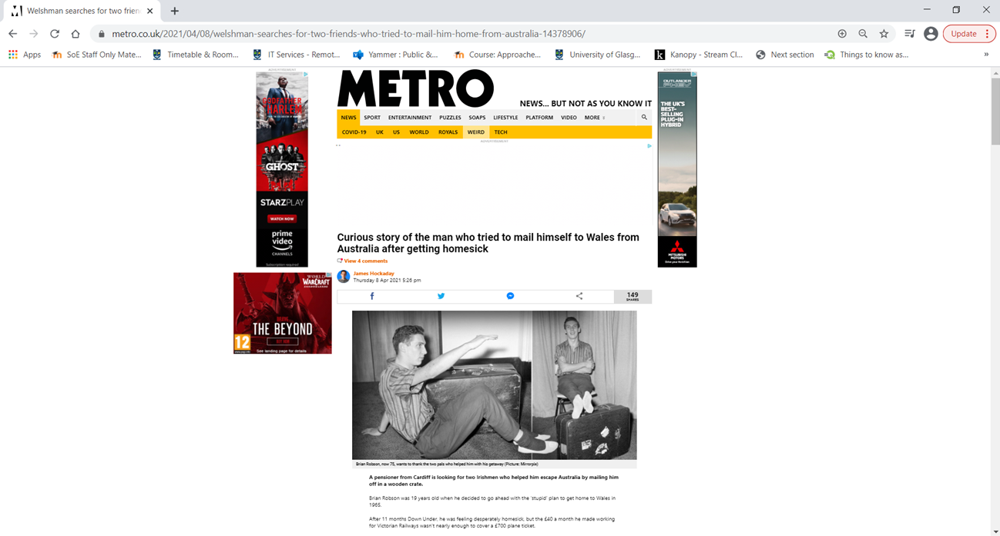 Welshman searches for two frien
metro.co.uk/2021/04/08/welshman-searches-for-two-friends-who-tried-to-mail-him-home-from-australia-14378906/
Update
Apps
SoE Staff Only Mate...
Timetable & Room...
IT Services - Remot...
Yammer : Public &...
Course: Approache...
University of Glasg...
Kanopy - Stream Cl...
Next section
Things to know as...
»
ADVERTISEMENT
GODFATHER
HARLEM
GHOST
STARZPLAY
WATCH NOW
prime
video
CHANNELS
Subscription required
METRO
NEWS... BUT NOT AS YOU KNOW IT
NEWS SPORT ENTERTAINMENT PUZZLES SOAPS LIFESTYLE PLATFORM VIDEO MORE
COVID-19 UK US WORLD ROYALS WEIRD TECH
ADVERTISEMENT
ADVERTISEMENT
OUTLANDER
PHEV
THE UK'S
BEST-
SELLING
PLUG-IN
HYBRID
MITSUBISHI
MOTORS
Drive your Ambition
Curious story of the man who tried to mail himself to Wales from
Australia after getting homesick
View 4 comments
James Hockaday
Thursday 8 Apr 2021 5:26 pm
149
SHARES
WORLD
WARCRAFT
BRAVE
THE BEYOND
12
See landing page for details
Brian Robson, now 75, wants to thank the two pals who helped him with his getaway (Picture: Mirrorpix)
A pensioner from Cardiff is looking for two Irishmen who helped him escape Australia by mailing him
off in a wooden crate.
Brian Robson was 19 years old when he decided to go ahead with the 'stupid' plan to get home to Wales in
1965.
After 11 months Down Under, he was feeling desperately homesick, but the £40 a month he made working
for Victorian Railways wasn't nearly enough to cover a £700 plane ticket.